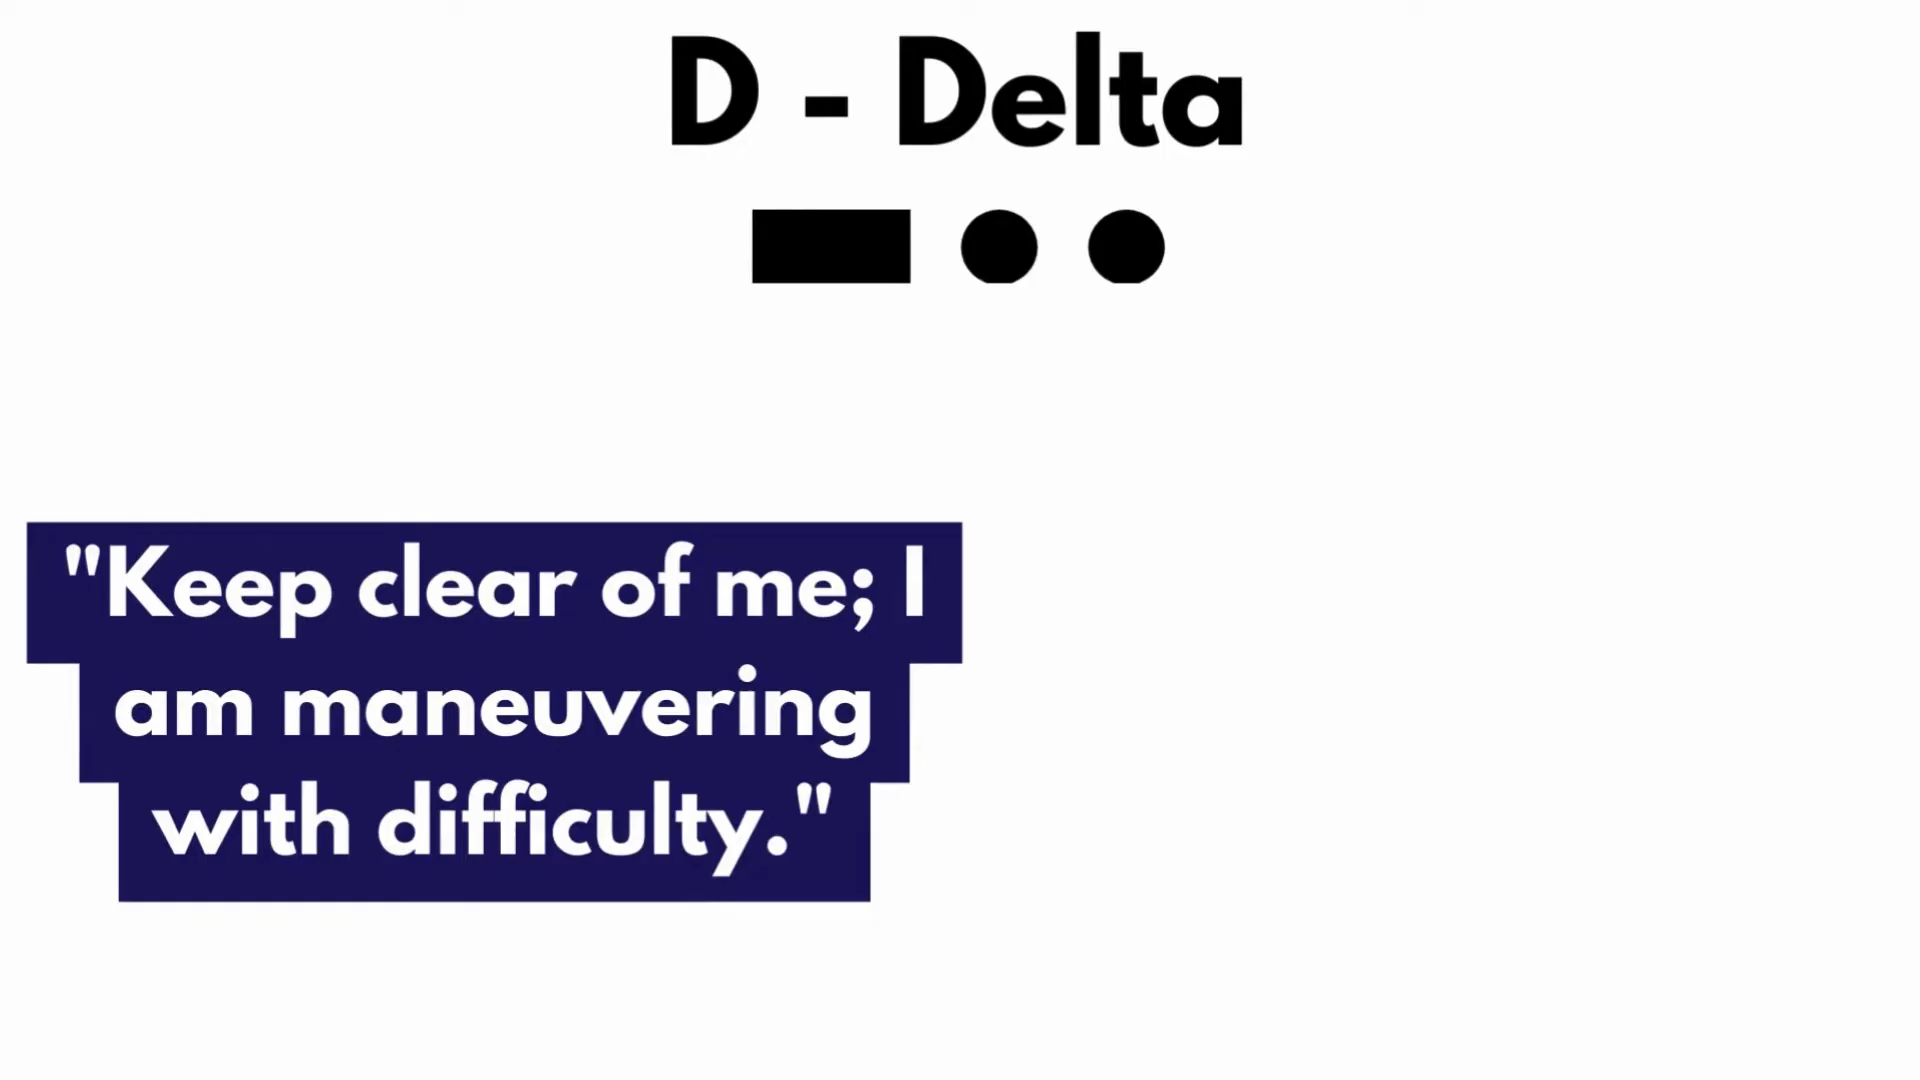 D - Delta
"Keep clear of me; I
am maneuvering
with difficulty."